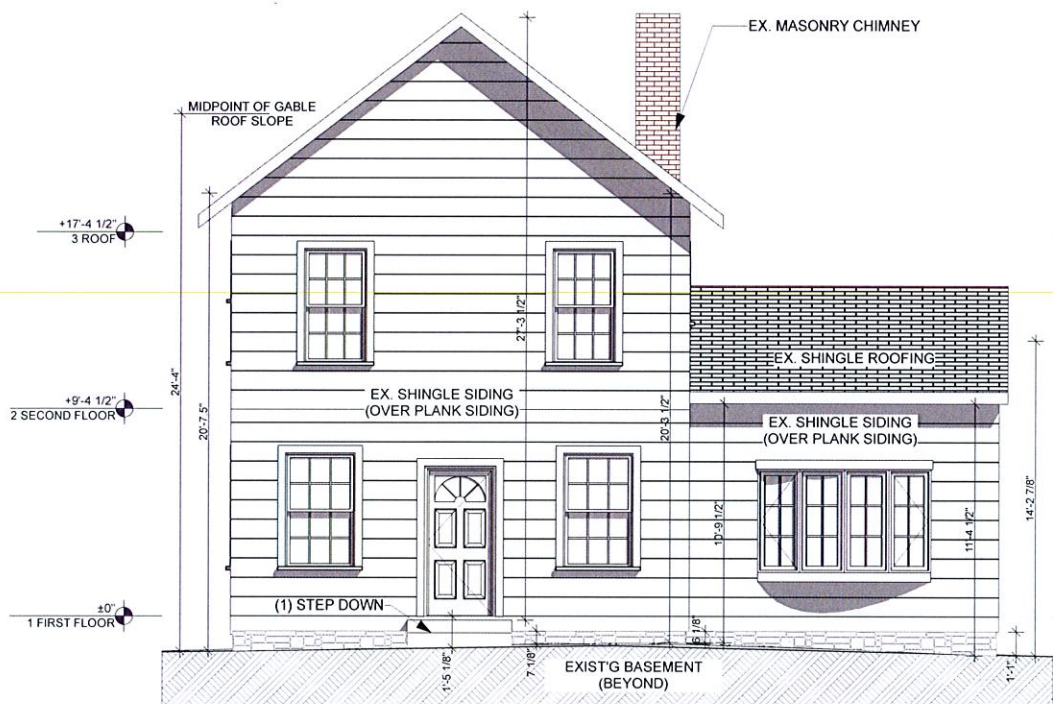 EX. MASONRY CHIMNEY
MIDPOINT OF GABLE
ROOF SLOPE
+17'-4 1/2"
3 ROOF
27'-3 1/2"
24'-4"
20'-7.5"
20'-3 1/2"
EX. SHINGLE ROOFING
EX. SHINGLE SIDING
(OVER PLANK SIDING)
+9'-4 1/2"
2 SECOND FLOOR
EX. SHINGLE SIDING
(OVER PLANK SIDING)
10'-9 1/2"
11'-4 1/2"
14'-2 7/8"
±0"
1 FIRST FLOOR
(1) STEP DOWN
1'-5 1/8"
7 1/8"
6 1/8"
1'-1"
EXIST'G BASEMENT
(BEYOND)